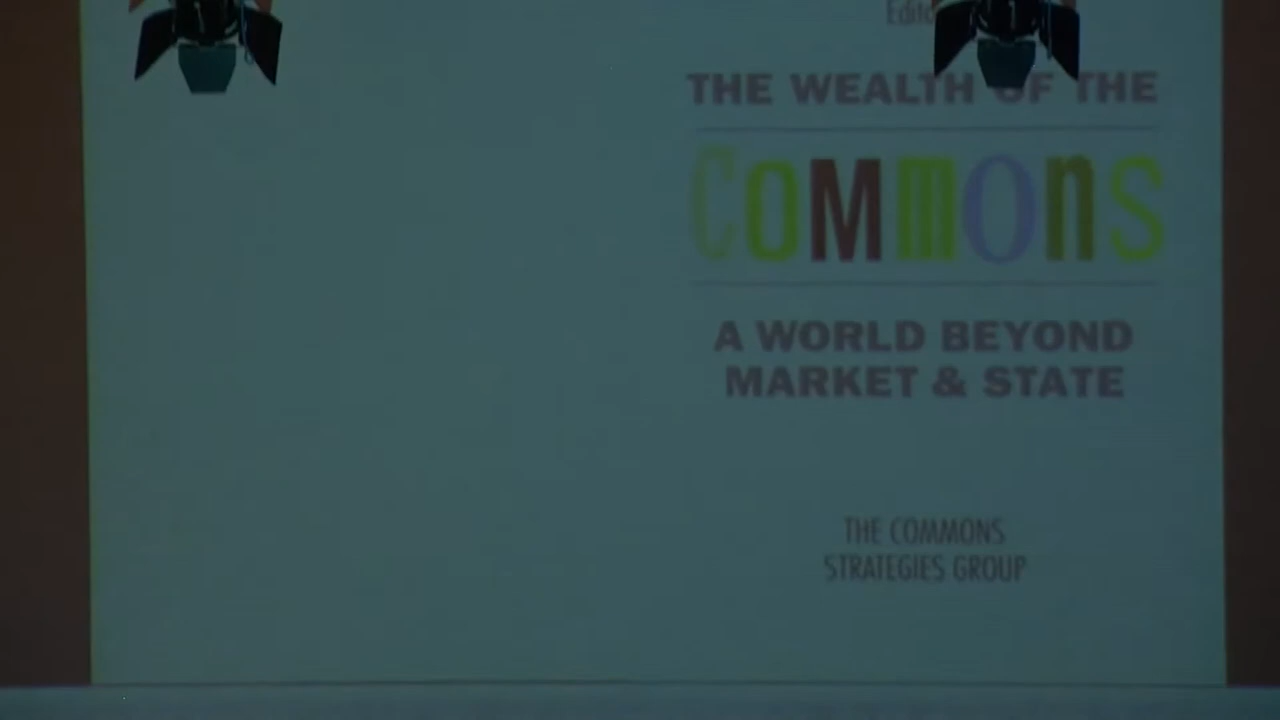 THE WEALTH OF THE
COMMONS
A WORLD BEYOND
MARKET & STATE
THE COMMONS
STRATEGIES GROUP